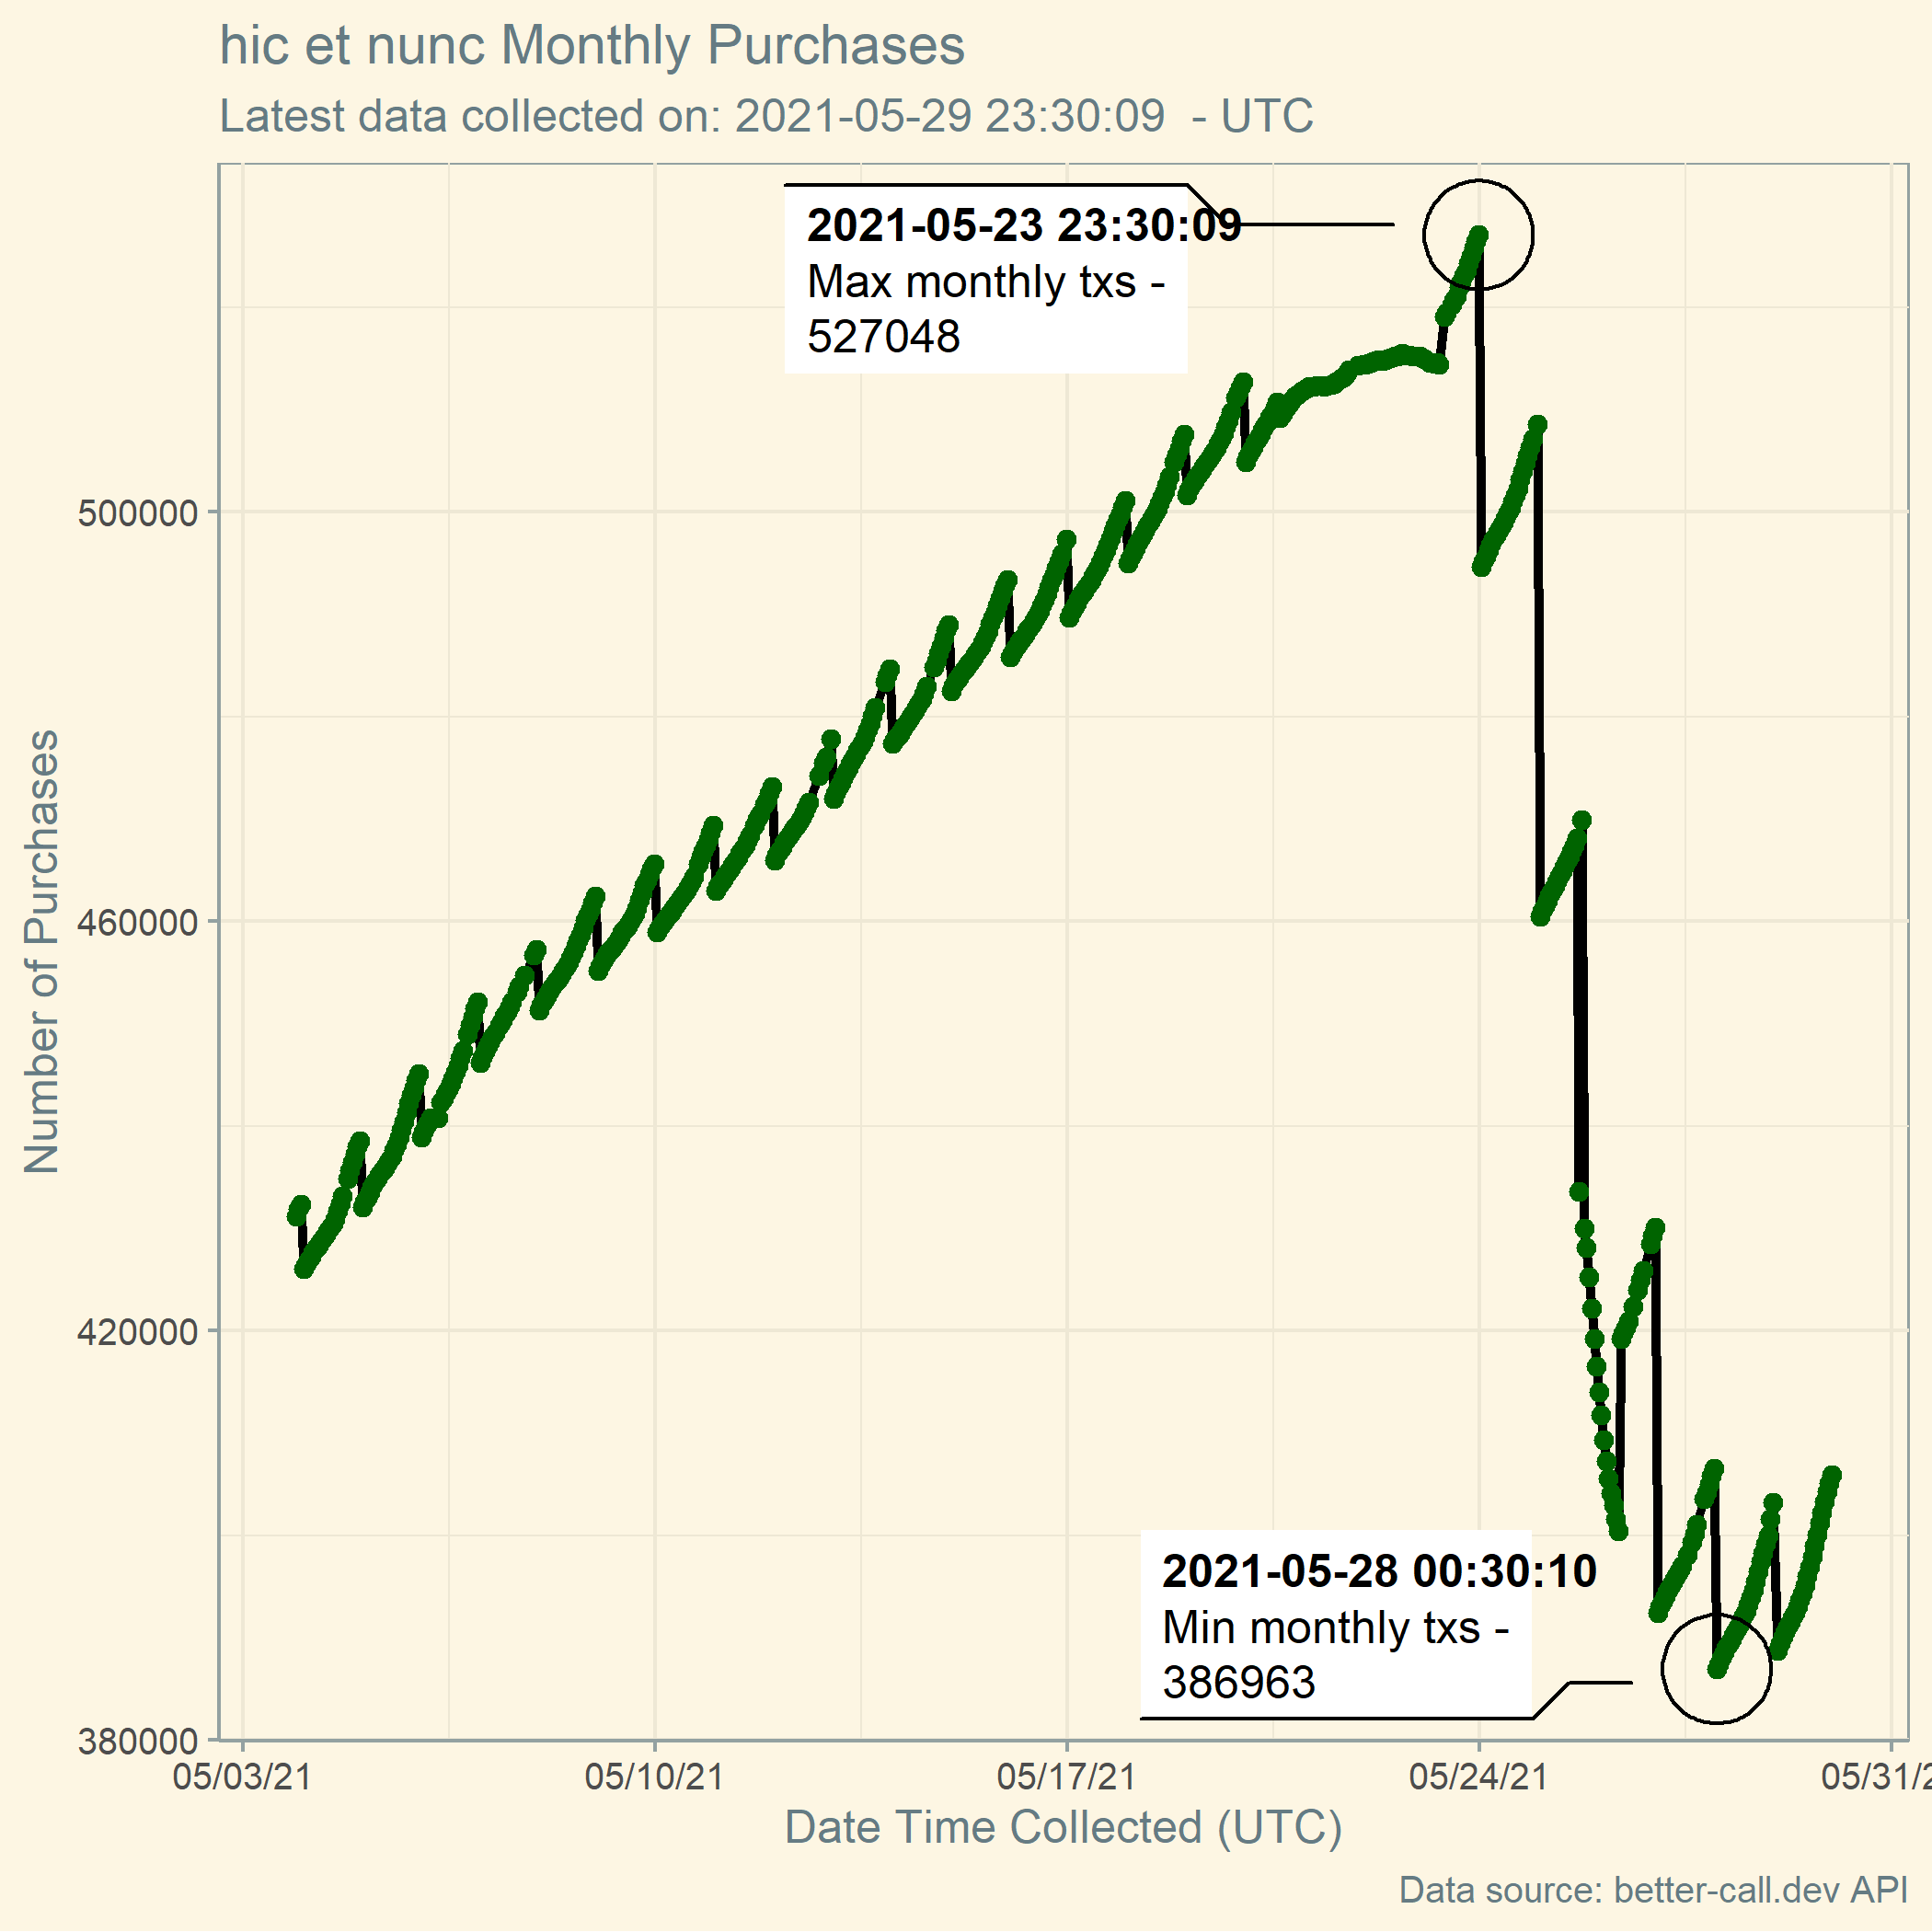 hic et nunc Monthly Purchases
Latest data collected on: 2021-05-29 23:30:09  - UTC
2021-05-23 23:30:09
Max monthly txs -
527048
500000
460000
420000
380000
Number of Purchases
2021-05-28 00:30:10
Min monthly txs -
386963
05/03/21
05/10/21
05/17/21
05/24/21
05/31/2
Date Time Collected (UTC)
Data source: better-call.dev API